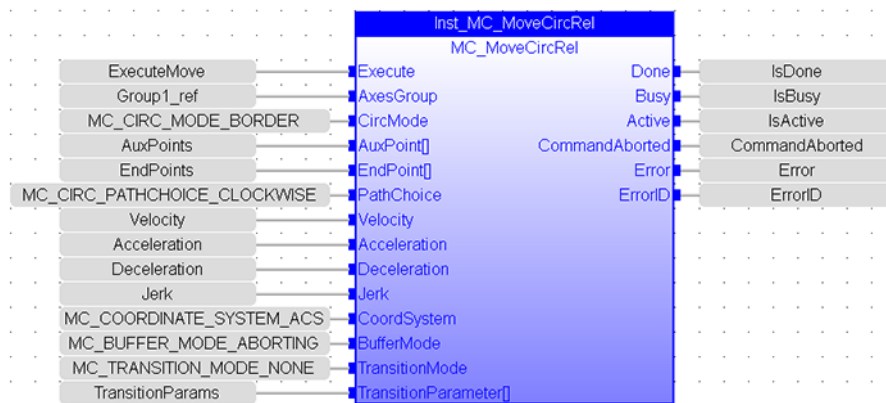 Inst_MC_MoveCircRel
MC_MoveCircRel
ExecuteMove Execute Done IsDone
Group1_ref AxesGroup Busy IsBusy
MC_CIRC_MODE_BORDER CircMode Active IsActive
AuxPoints AuxPoint[] CommandAborted CommandAborted
EndPoints EndPoint[] Error Error
MC_CIRC_PATHCHOICE_CLOCKWISE PathChoice ErrorID ErrorID
Velocity Velocity
Acceleration Acceleration
Deceleration Deceleration
Jerk Jerk
MC_COORDINATE_SYSTEM_ACS CoordSystem
MC_BUFFER_MODE_ABORTING BufferMode
MC_TRANSITION_MODE_NONE TransitionMode
TransitionParams TransitionParameter[]